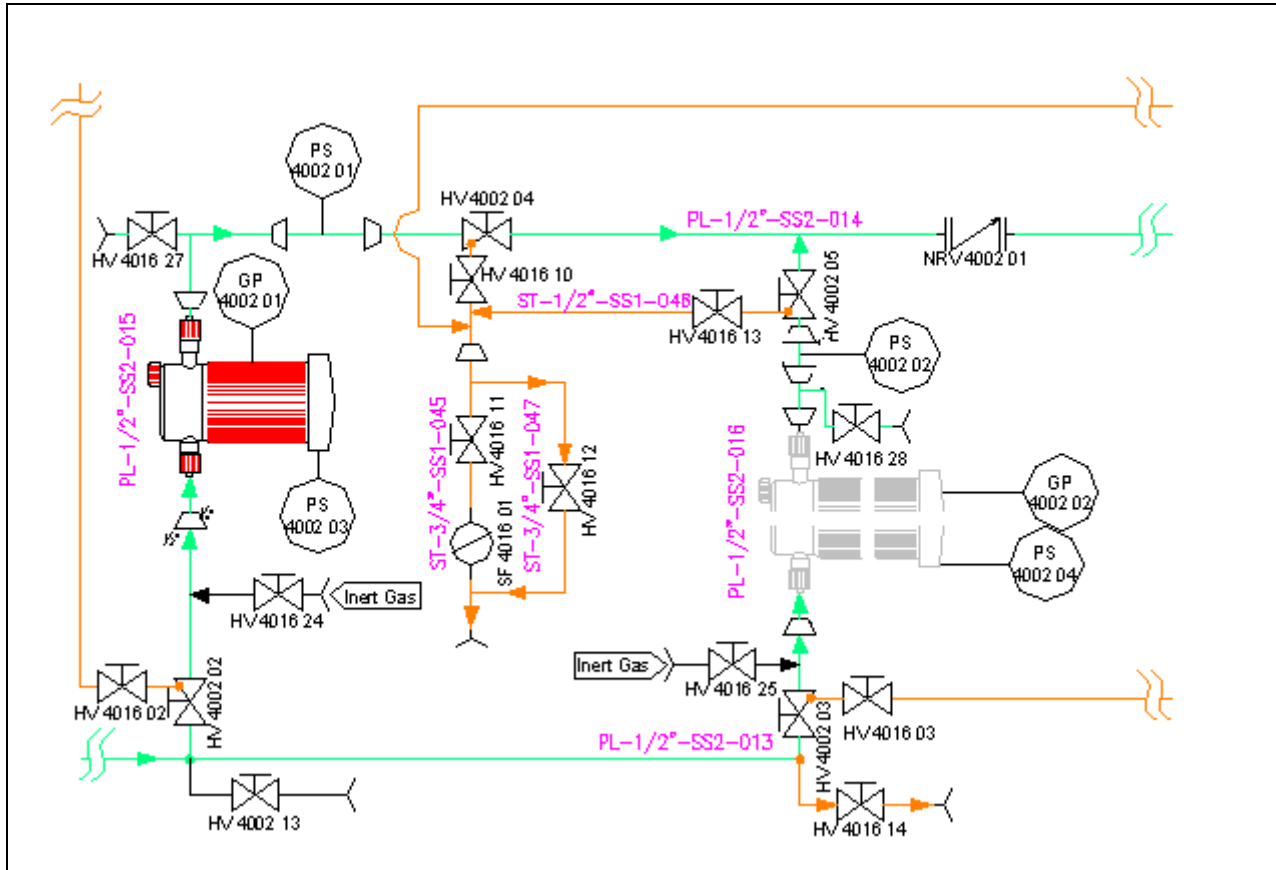 PS
4002 01
HV4002 04
PL-1/2"-SS2-014
HV 4016 27
NRV4002 01
GP
4002 01
HV 4016 10
HV 4002 05
ST-1/2"-SS1-046
HV 4016 13
PS
4002 02
PL-1/2"-SS2-015
ST-3/4"-SS1-045
HV 4016 11
ST-3/4"-SS1-047
HV 4016 12
PL-1/2"-SS2-016
HV 4016 28
PS
4002 03
SF 4016 01
GP
4002 02
PS
4002 04
Inert Gas
HV 4016 24
Inert Gas
HV 4016 25
HV 4016 02
HV 4002 02
HV 4002 03
HV 4016 03
PL-1/2"-SS2-013
HV 4002 13
HV 4016 14